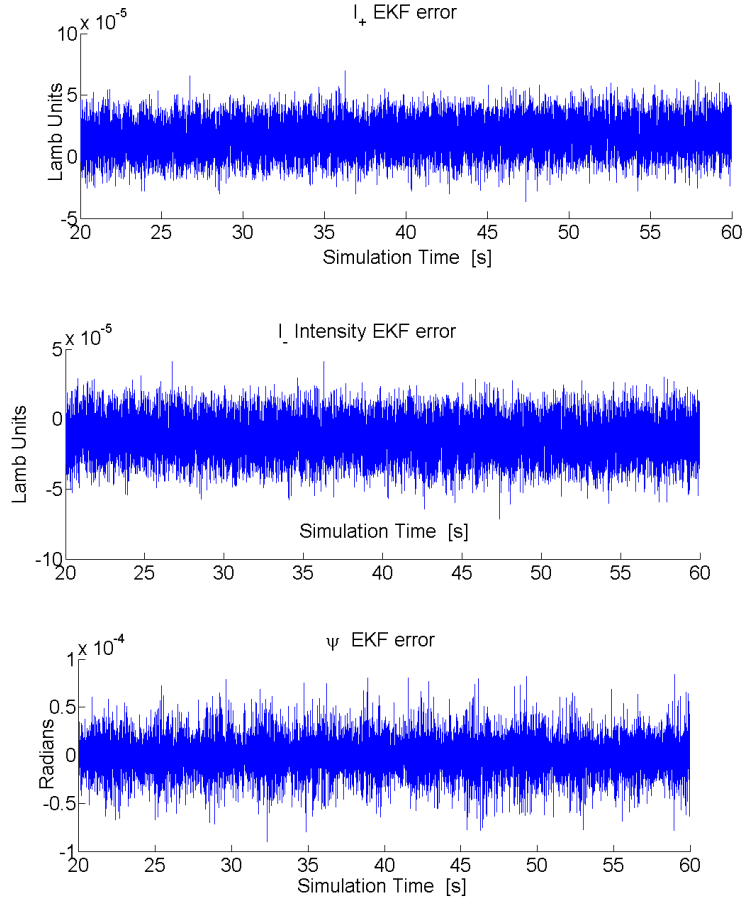 I+ EKF error
x 10-5
10
5
0
-5
Lamb Units
20 25 30 35 40 45 50 55 60
Simulation Time [s]
I- Intensity EKF error
x 10-5
5
0
-5
-10
Lamb Units
Simulation Time [s]
20 25 30 35 40 45 50 55 60
ψ EKF error
x 10-4
1
0.5
0
-0.5
-1
Radians
20 25 30 35 40 45 50 55 60
Simulation Time [s]